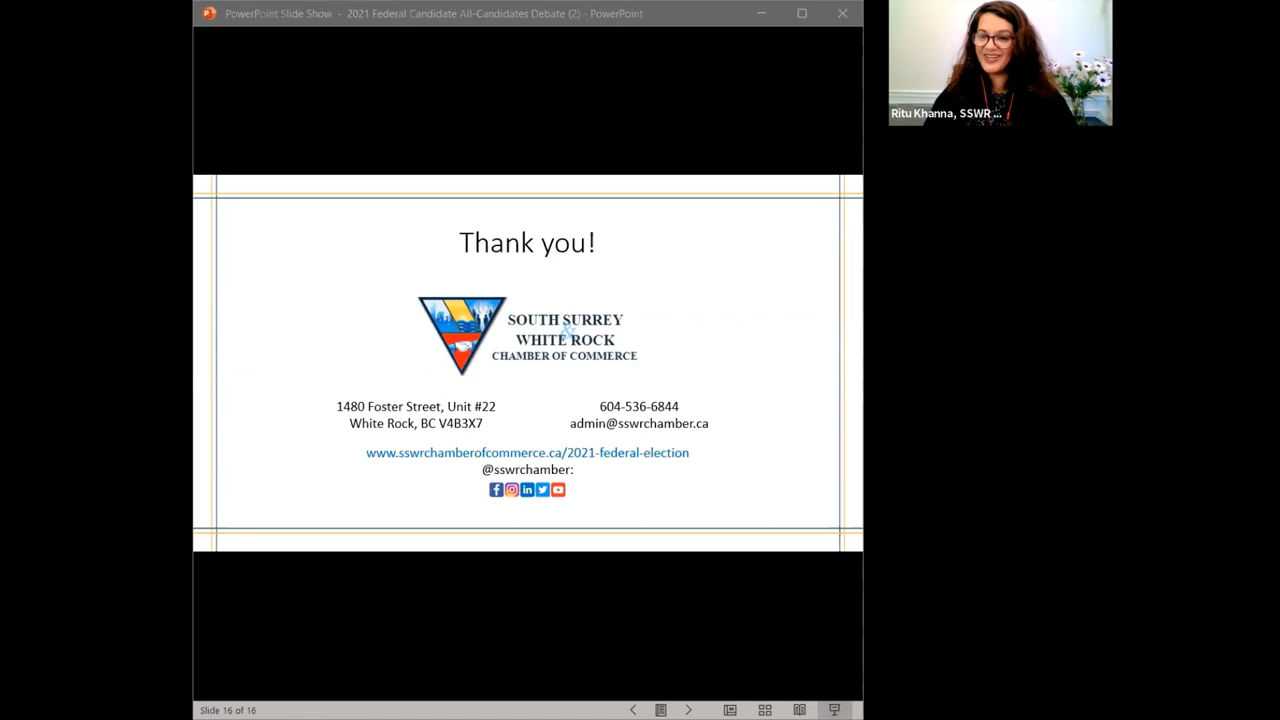 PowerPoint Slide Show - 2021 Federal Candidate All-Candidates Debate (2) - PowerPoint
Ritu Khanna, SSWR ...
Thank you!
SOUTH SURREY
&
WHITE ROCK
CHAMBER OF COMMERCE
1480 Foster Street, Unit #22
White Rock, BC V4B3X7
604-536-6844
admin@sswrchamber.ca
www.sswrchamberofcommerce.ca/2021-federal-election
@sswrchamber:
Slide 16 of 16